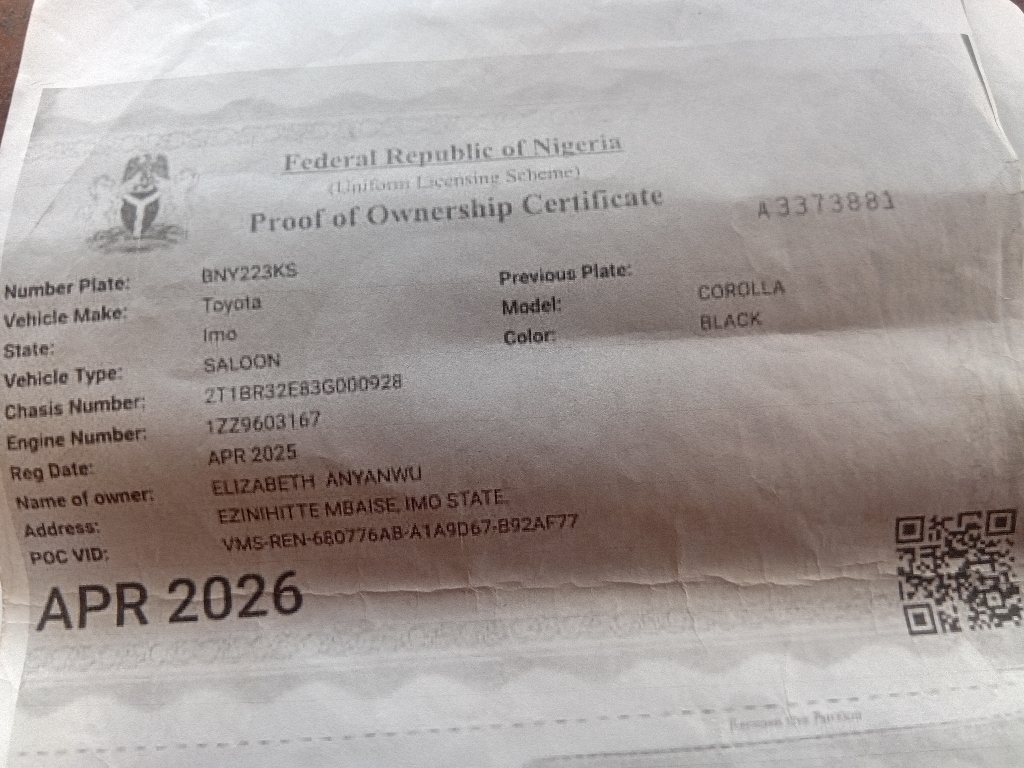 Federal Republic of Nigeria
(Uniform Licensing Scheme)
Proof of Ownership Certificate
A3373881
Number Plate: BNY223KS Previous Plate:
Vehicle Make: Toyota Model: COROLLA
State: Imo Color: BLACK
Vehicle Type: SALOON
Chasis Number: 2T1BR32E83G000928
Engine Number: 1ZZ9603167
Reg Date: APR 2025
Name of owner: ELIZABETH ANYANWU
Address: EZINIHITTE MBAISE, IMO STATE,
POC VID: VMS-REN-680776AB-A1A9D67-B92AF77
APR 2026